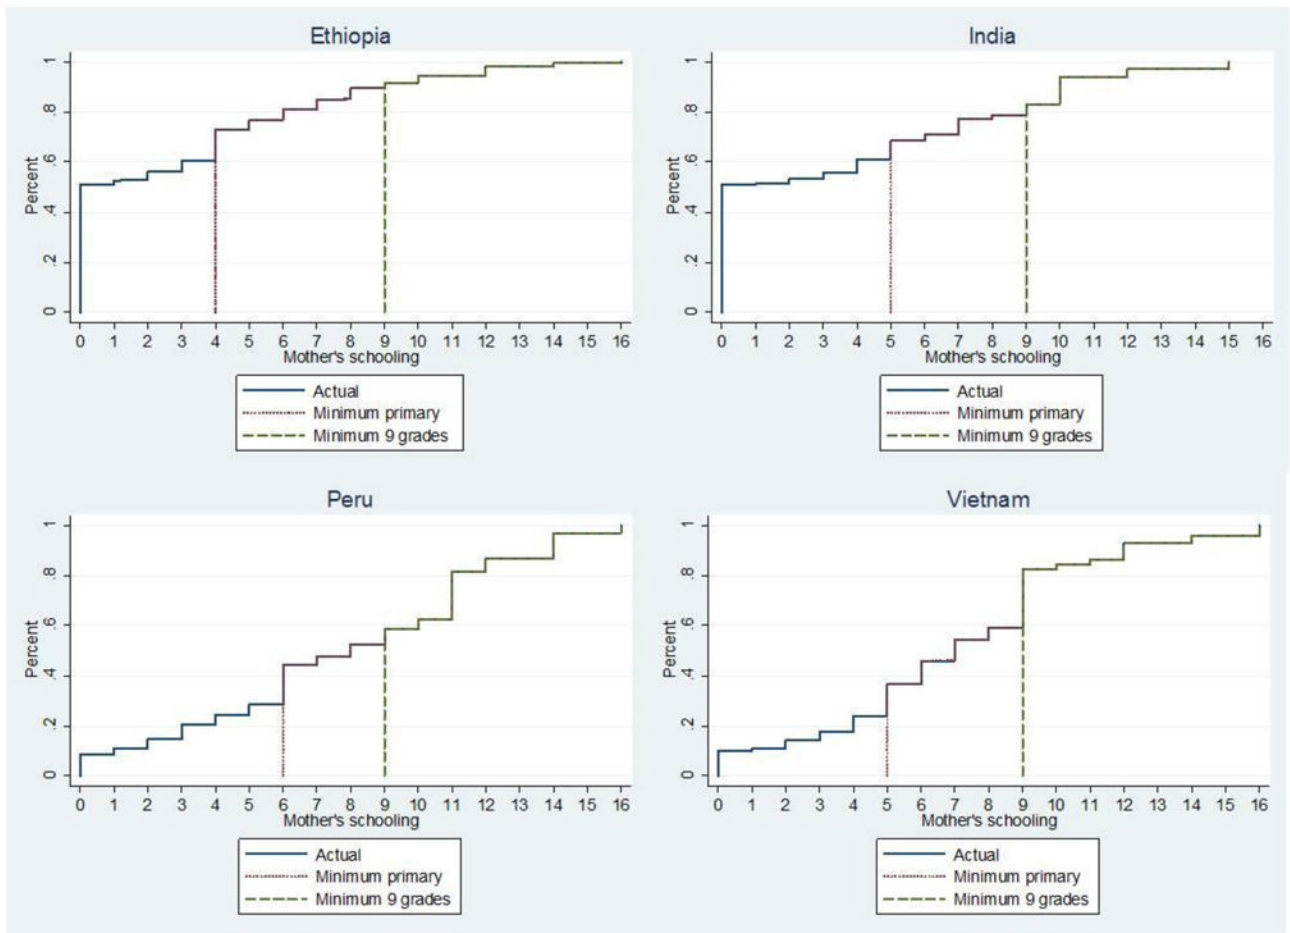 Ethiopia
Percent
0 .2 .4 .6 .8 1
0 1 2 3 4 5 6 7 8 9 10 11 12 13 14 15 16
Mother's schooling
Actual
Minimum primary
Minimum 9 grades
India
Percent
0 .2 .4 .6 .8 1
0 1 2 3 4 5 6 7 8 9 10 11 12 13 14 15 16
Mother's schooling
Actual
Minimum primary
Minimum 9 grades
Peru
Percent
0 .2 .4 .6 .8 1
0 1 2 3 4 5 6 7 8 9 10 11 12 13 14 15 16
Mother's schooling
Actual
Minimum primary
Minimum 9 grades
Vietnam
Percent
0 .2 .4 .6 .8 1
0 1 2 3 4 5 6 7 8 9 10 11 12 13 14 15 16
Mother's schooling
Actual
Minimum primary
Minimum 9 grades